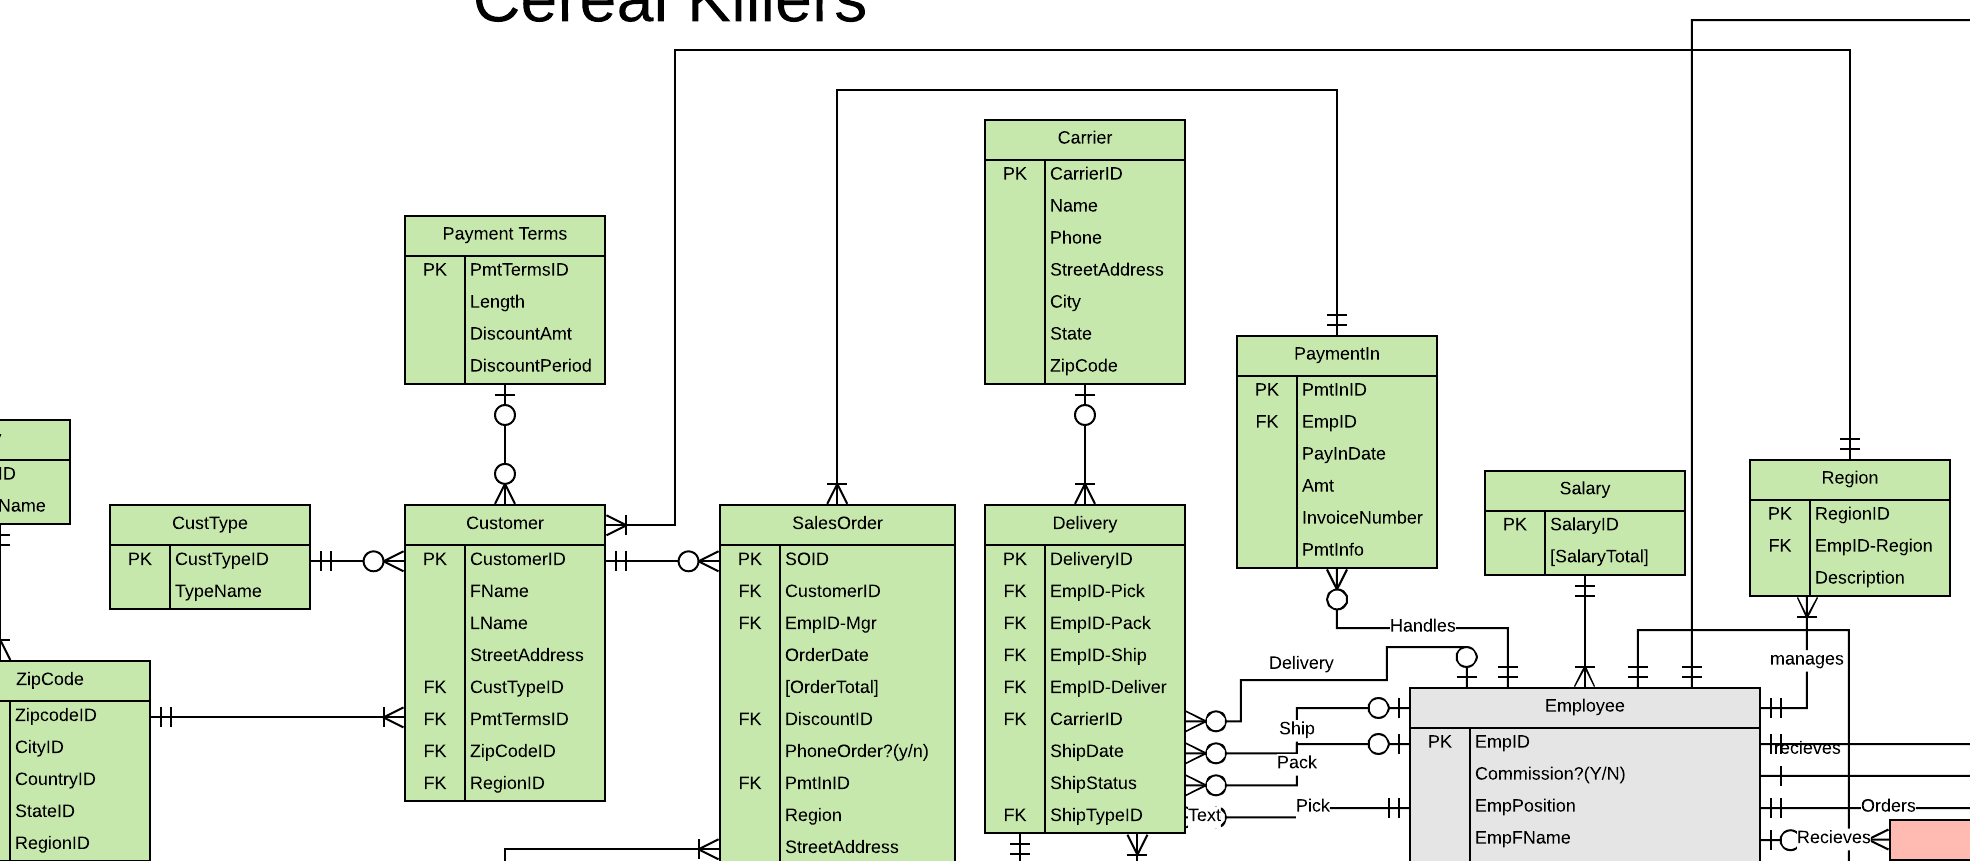 Cereal Killers
Carrier
PK CarrierID
Name
Phone
StreetAddress
City
State
ZipCode
Payment Terms
PK PmtTermsID
Length
DiscountAmt
DiscountPeriod
PaymentIn
PK PmtInID
FK EmpID
PayInDate
Amt
InvoiceNumber
PmtInfo
ID
Name
CustType
PK CustTypeID
TypeName
Customer
PK CustomerID
FName
LName
StreetAddress
FK CustTypeID
FK PmtTermsID
FK ZipCodeID
FK RegionID
SalesOrder
PK SOID
FK CustomerID
FK EmpID-Mgr
OrderDate
[OrderTotal]
FK DiscountID
PhoneOrder?(y/n)
FK PmtInID
Region
StreetAddress
Delivery
PK DeliveryID
FK EmpID-Pick
FK EmpID-Pack
FK EmpID-Ship
FK EmpID-Deliver
FK CarrierID
ShipDate
ShipStatus
FK ShipTypeID
Salary
PK SalaryID
[SalaryTotal]
Region
PK RegionID
FK EmpID-Region
Description
ZipCode
ZipcodeID
CityID
CountryID
StateID
RegionID
Handles
Delivery
Ship
Pack
Text
Pick
manages
Employee
PK EmpID
Commission?(Y/N)
EmpPosition
EmpFName
recieves
Orders
Recieves